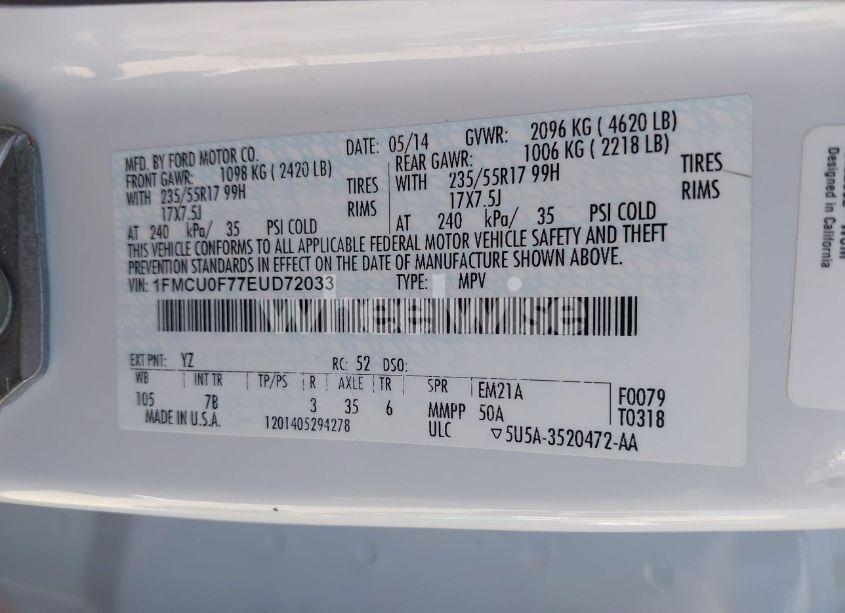 MFD. BY FORD MOTOR CO. DATE: 05/14 GVWR: 2096 KG ( 4620 LB)
FRONT GAWR: 1098 KG ( 2420 LB) REAR GAWR: 1006 KG ( 2218 LB)
WITH 235/55R17 99H TIRES WITH 235/55R17 99H TIRES
17X7.5J RIMS 17X7.5J RIMS
AT 240 kPa/ 35 PSI COLD AT 240 kPa/ 35 PSI COLD
THIS VEHICLE CONFORMS TO ALL APPLICABLE FEDERAL MOTOR VEHICLE SAFETY AND THEFT
PREVENTION STANDARDS IN EFFECT ON THE DATE OF MANUFACTURE SHOWN ABOVE.
VIN: 1FMCU0F77EUD72033 TYPE: MPV
wheelwise
EXT PNT: YZ RC: 52 DSO:
WB INT TR TP/PS R AXLE TR SPR EM21A F0079
105 7B 3 35 6 MMPP 50A T0318
MADE IN U.S.A. 1201405294278 ULC ▽5U5A-3520472-AA
Designed in California